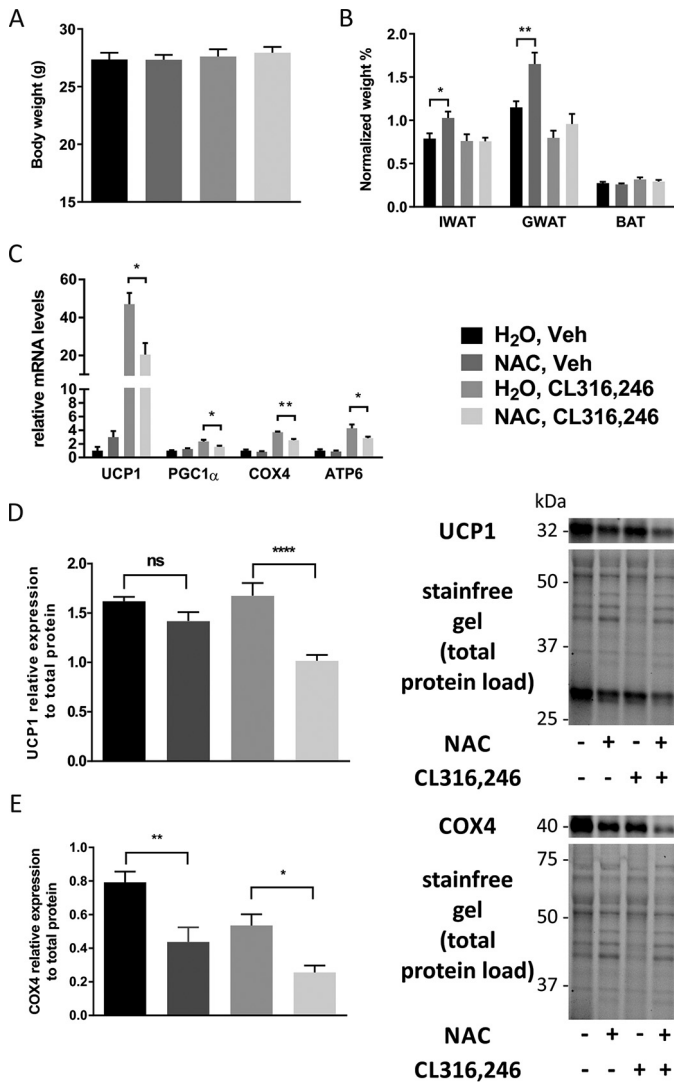 A
Body weight (g)
30
27
24
21
18
15
B
Normalized weight %
2.0
1.5
1.0
0.5
0.0
*
**
IWAT
GWAT
BAT
C
relative mRNA levels
60
40
20
6
4
2
0
*
*
**
*
UCP1
PGC1α
COX4
ATP6
H2O, Veh
NAC, Veh
H2O, CL316,246
NAC, CL316,246
D
UCP1 relative expression
to total protein
2.0
1.5
1.0
0.5
0.0
ns
****
kDa
UCP1
32 -
stainfree
gel
(total
protein load)
50 -
37 -
25 -
NAC - + - +
CL316,246 - - + +
E
COX4 relative expression
to total protein
1.0
0.8
0.6
0.4
0.2
0.0
**
*
COX4
40 -
stainfree
gel
(total
protein load)
75 -
50 -
37 -
NAC - + - +
CL316,246 - - + +